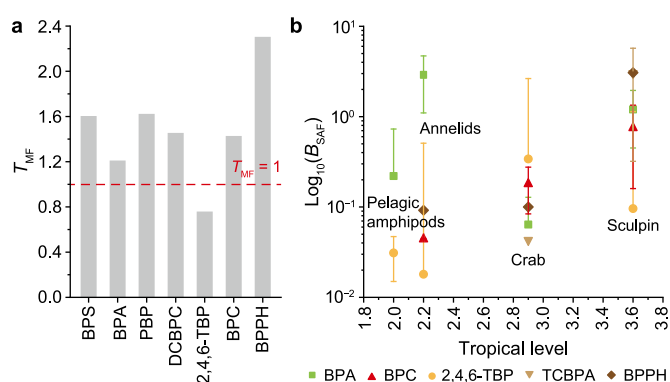 a
T_MF
2.4
2.0
1.6
1.2
0.8
0.4
0.0
T_MF = 1
BPS
BPA
PBP
DCBPC
2,4,6-TBP
BPC
BPPH
b
Log₁₀(B_SAF)
10¹
10⁰
10⁻¹
10⁻²
Annelids
Pelagic
amphipods
Crab
Sculpin
1.8
2.0
2.2
2.4
2.6
2.8
3.0
3.2
3.4
3.6
3.8
Tropical level
BPA BPC 2,4,6-TBP TCBPA BPPH